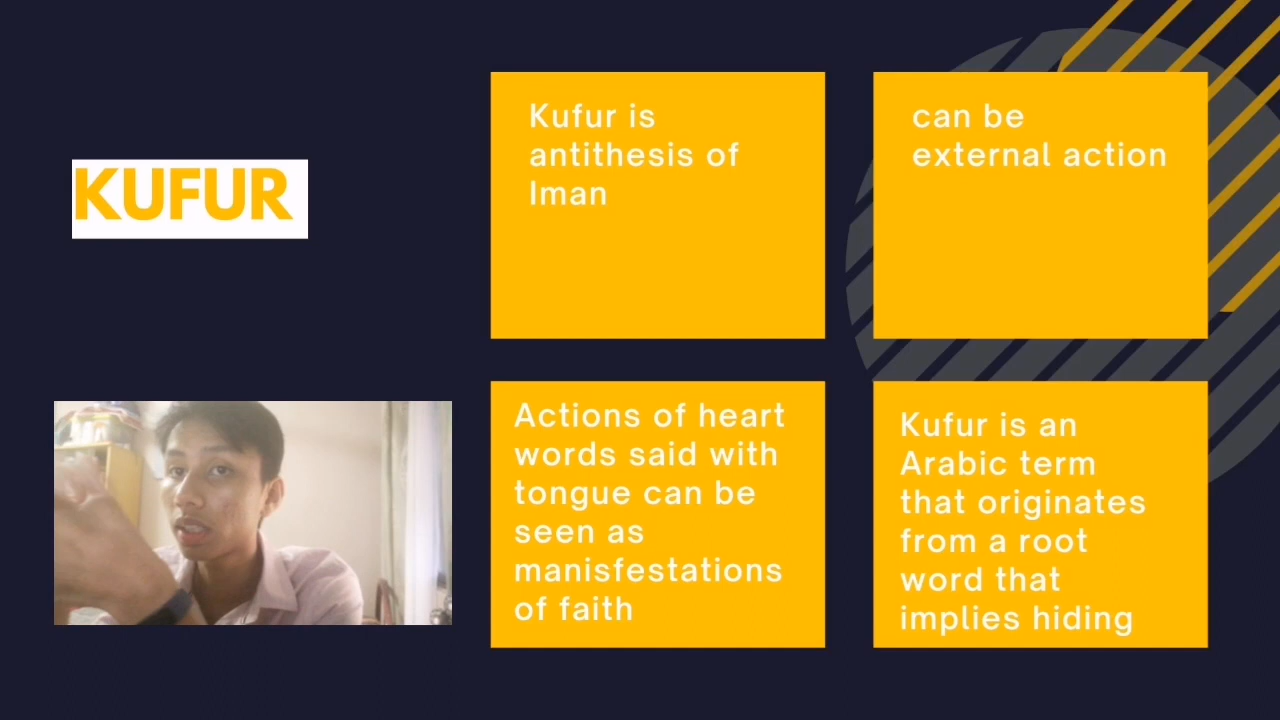 KUFUR
Kufur is
antithesis of
Iman
can be
external action
Actions of heart
words said with
tongue can be
seen as
manisfestations
of faith
Kufur is an
Arabic term
that originates
from a root
word that
implies hiding